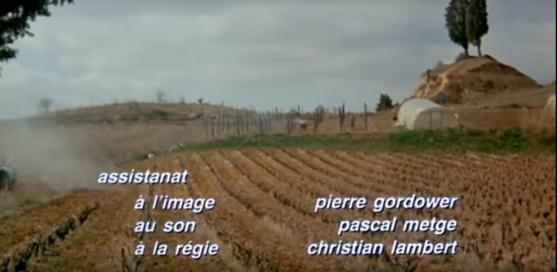 assistanat
à l'image pierre gordower
au son pascal metge
à la régie christian lambert